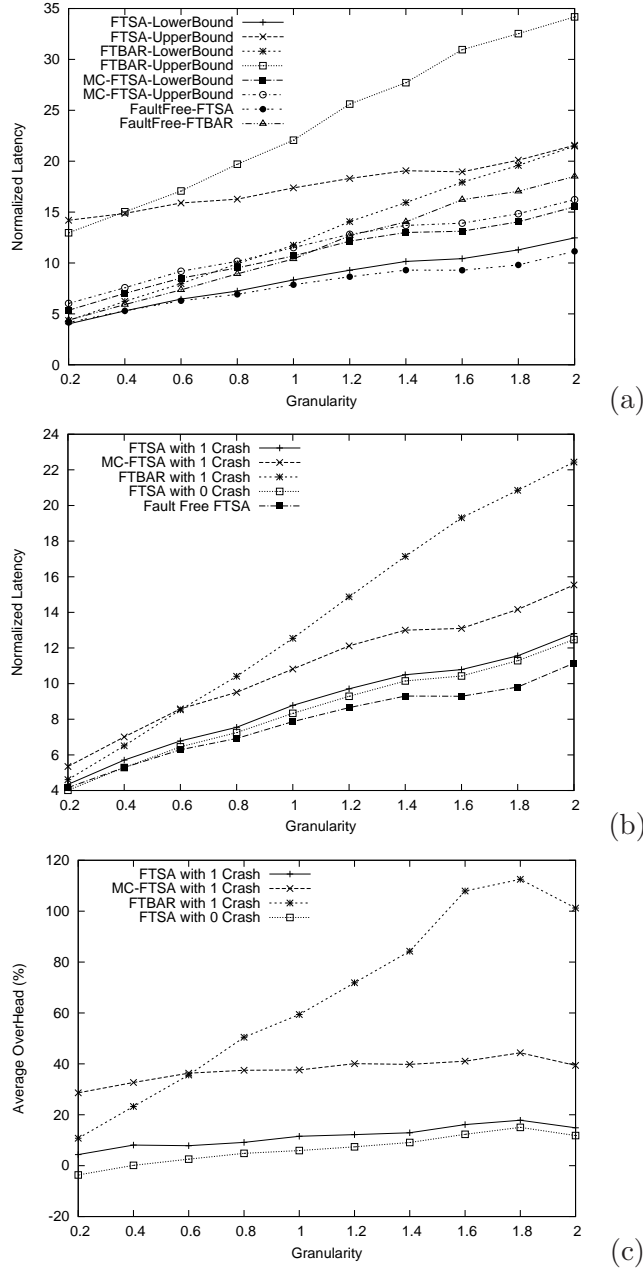 35
30
25
20
15
10
5
0
Normalized Latency
FTSA-LowerBound
FTSA-UpperBound
FTBAR-LowerBound
FTBAR-UpperBound
MC-FTSA-LowerBound
MC-FTSA-UpperBound
FaultFree-FTSA
FaultFree-FTBAR
0.2 0.4 0.6 0.8 1 1.2 1.4 1.6 1.8 2
Granularity
(a)
24
22
20
18
16
14
12
10
8
6
4
Normalized Latency
FTSA with 1 Crash
MC-FTSA with 1 Crash
FTBAR with 1 Crash
FTSA with 0 Crash
Fault Free FTSA
0.2 0.4 0.6 0.8 1 1.2 1.4 1.6 1.8 2
Granularity
(b)
120
100
80
60
40
20
0
-20
Average OverHead (%)
FTSA with 1 Crash
MC-FTSA with 1 Crash
FTBAR with 1 Crash
FTSA with 0 Crash
0.2 0.4 0.6 0.8 1 1.2 1.4 1.6 1.8 2
Granularity
(c)